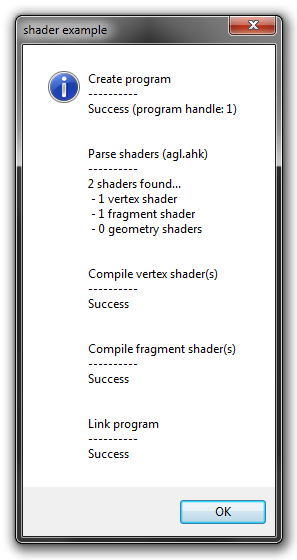 shader example
Create program
----------
Success (program handle: 1)
Parse shaders (agl.ahk)
----------
2 shaders found...
- 1 vertex shader
- 1 fragment shader
- 0 geometry shaders
Compile vertex shader(s)
----------
Success
Compile fragment shader(s)
----------
Success
Link program
----------
Success
OK